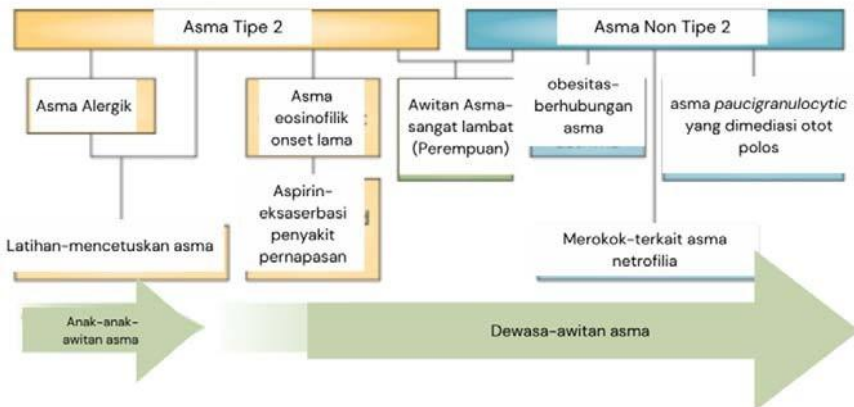 Asma Tipe 2
Asma Non Tipe 2
Asma Alergik
Asma
eosinofilik
onset lama
Awitan Asma-
sangat lambat
(Perempuan)
obesitas-
berhubungan
asma
asma paucigranulocytic
yang dimediasi otot
polos
Latihan-mencetuskan asma
Aspirin-
eksaserbasi
penyakit
pernapasan
Merokok-terkait asma
netrofilia
Anak-anak-
awitan asma
Dewasa-awitan asma